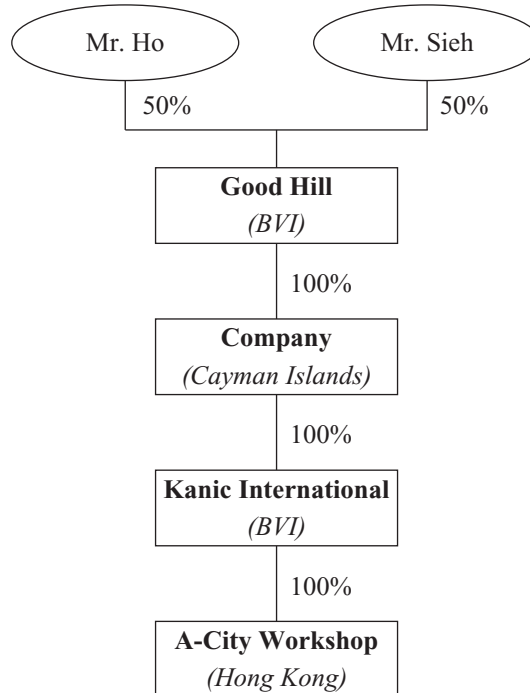 Mr. Ho
Mr. Sieh
50%
50%
Good Hill
(BVI)
100%
Company
(Cayman Islands)
100%
Kanic International
(BVI)
100%
A-City Workshop
(Hong Kong)